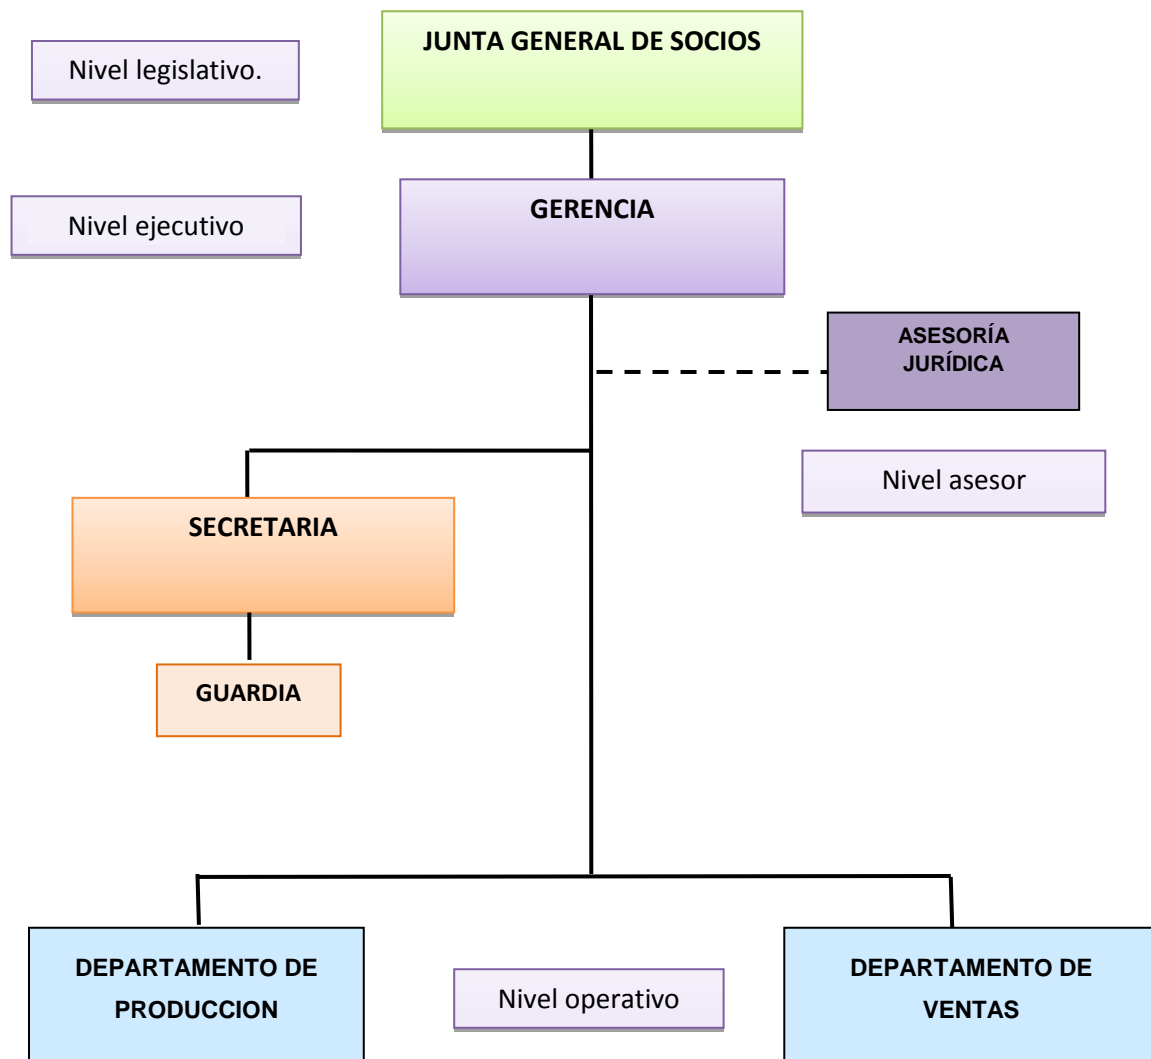 JUNTA GENERAL DE SOCIOS
Nivel legislativo.
GERENCIA
Nivel ejecutivo
ASESORÍA
JURÍDICA
Nivel asesor
SECRETARIA
GUARDIA
DEPARTAMENTO DE
PRODUCCION
Nivel operativo
DEPARTAMENTO DE
VENTAS